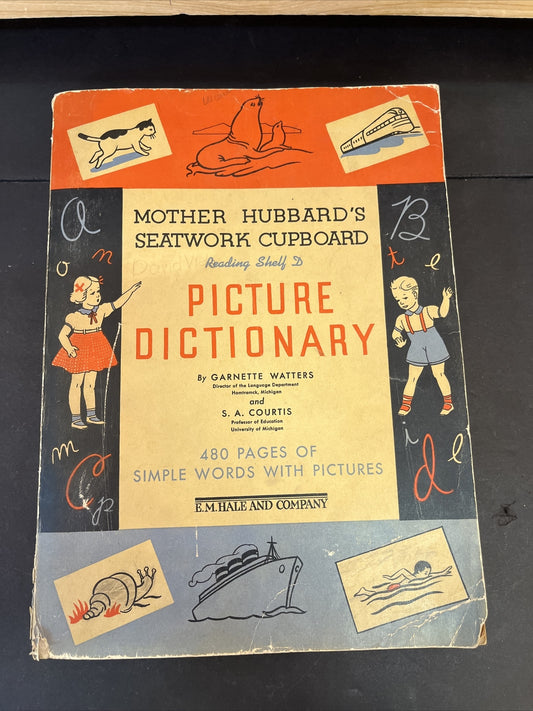 MOTHER HUBBARD'S
SEATWORK CUPBOARD
Reading Shelf D
PICTURE
DICTIONARY
By GARNETTE WATTERS
Director of the Language Department
Hamtramck, Michigan
and
S. A. COURTIS
Professor of Education
University of Michigan
480 PAGES OF
SIMPLE WORDS WITH PICTURES
E. M. HALE AND COMPANY
a
n
o
m
C
p
B
t
e
l
i
e
d